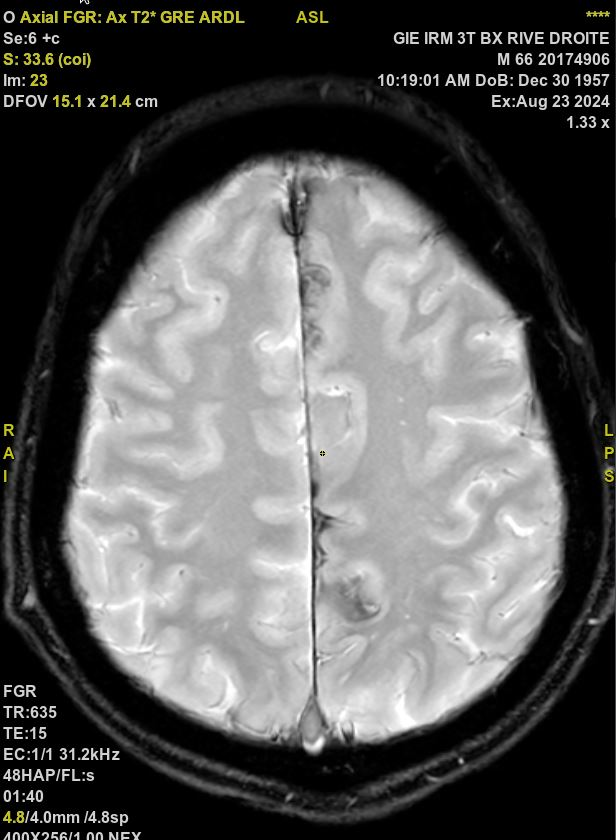 O Axial FGR: Ax T2* GRE ARDL
ASL
****
Se:6 +c
GIE IRM 3T BX RIVE DROITE
S: 33.6 (coi)
M 66 20174906
Im: 23
10:19:01 AM DoB: Dec 30 1957
DFOV 15.1 x 21.4 cm
Ex:Aug 23 2024
1.33 x
R
A
I
L
P
S
FGR
TR:635
TE:15
EC:1/1 31.2kHz
48HAP/FL:s
01:40
4.8/4.0mm /4.8sp
400X256/1.00 NEX